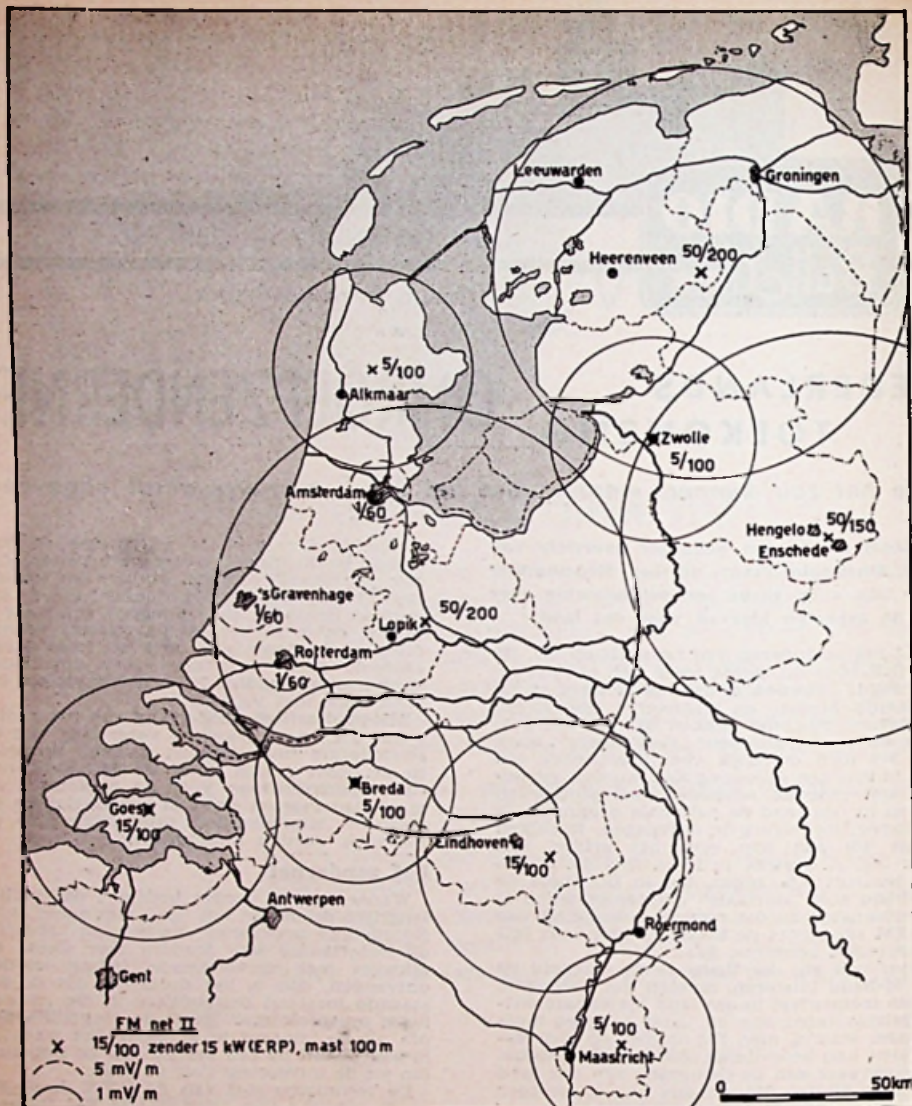 Leeuwarden
Groningen
Heerenveen
50/200
5/100
Alkmaar
Zwolle
5/100
Amsterdam
1/60
Hengelo
50/150
Enschede
's Gravenhage
1/60
50/200
Lopik
Rotterdam
1/60
Breda
5/100
Goes
15/100
Eindhoven
15/100
Antwerpen
Roermond
Gent
5/100
Maastricht
FM net II
x 15/100 zender 15 kW(ERP), mast 100 m
5 mV/m
1 mV/m
0 50km